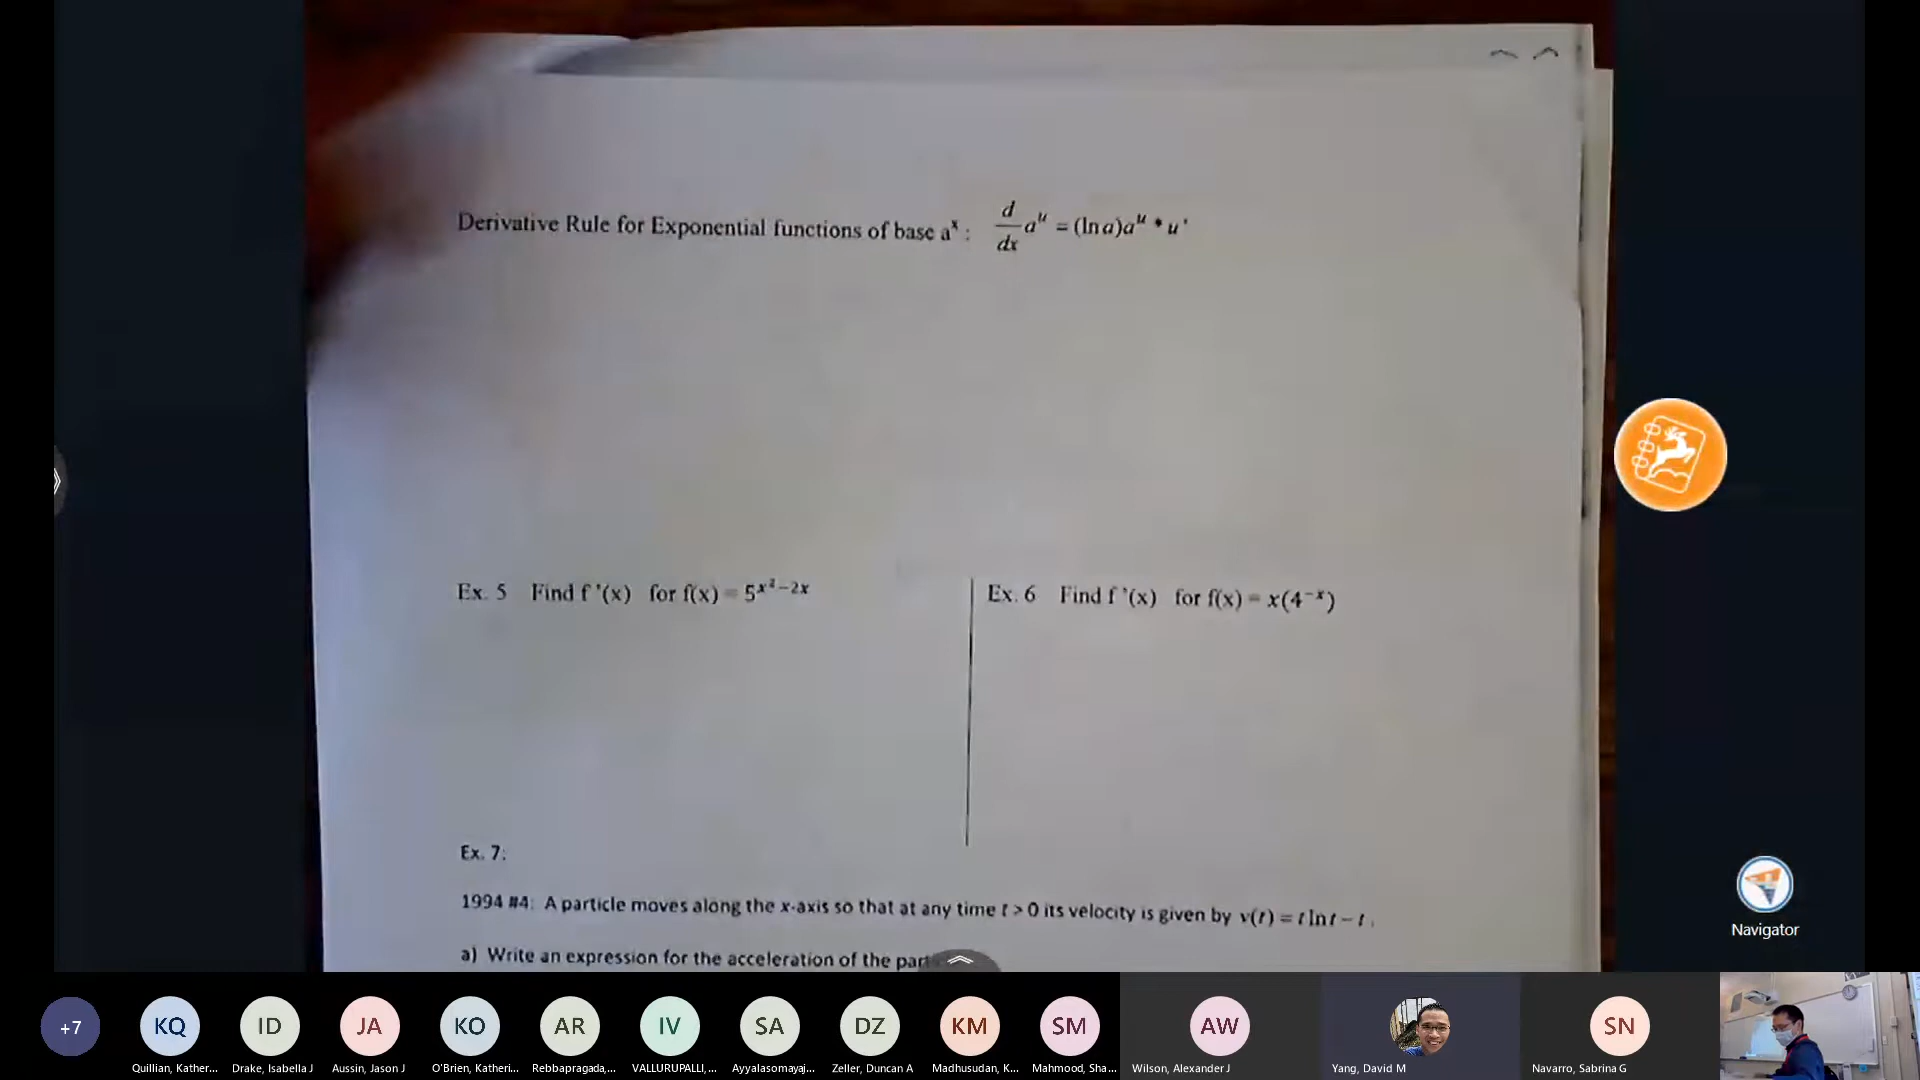 Derivative Rule for Exponential functions of base aˣ : d/dx aᵘ = (ln a)aᵘ * u'
Ex. 5 Find f '(x) for f(x) = 5^(x²−2x)
Ex. 6 Find f '(x) for f(x) = x(4⁻ˣ)
Ex. 7:
1994 #4: A particle moves along the x-axis so that at any time t > 0 its velocity is given by v(t) = t ln t − t .
a) Write an expression for the acceleration of the
Navigator
+7
KQ
ID
JA
KO
AR
IV
SA
DZ
KM
SM
AW
SN
Quillian, Kather...
Drake, Isabella J
Aussin, Jason J
O'Brien, Katheri...
Rebbapragada,...
VALLURUPALLI,...
Ayyalasomayaj...
Zeller, Duncan A
Madhusudan, K...
Mahmood, Sha...
Wilson, Alexander J
Yang, David M
Navarro, Sabrina G